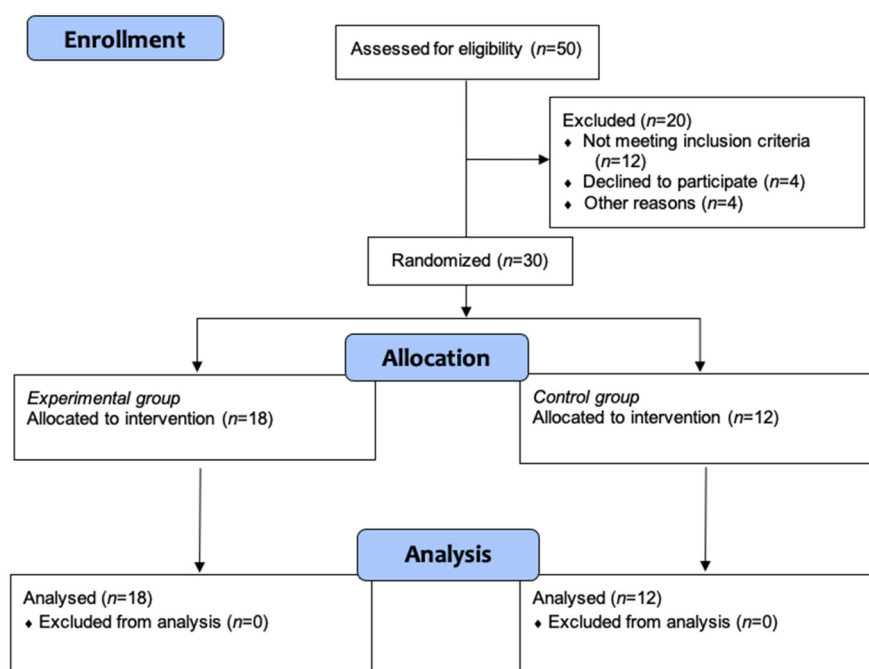 Enrollment
Assessed for eligibility (n=50)
Excluded (n=20)
♦ Not meeting inclusion criteria
(n=12)
♦ Declined to participate (n=4)
♦ Other reasons (n=4)
Randomized (n=30)
Allocation
Experimental group
Allocated to intervention (n=18)
Control group
Allocated to intervention (n=12)
Analysis
Analysed (n=18)
♦ Excluded from analysis (n=0)
Analysed (n=12)
♦ Excluded from analysis (n=0)